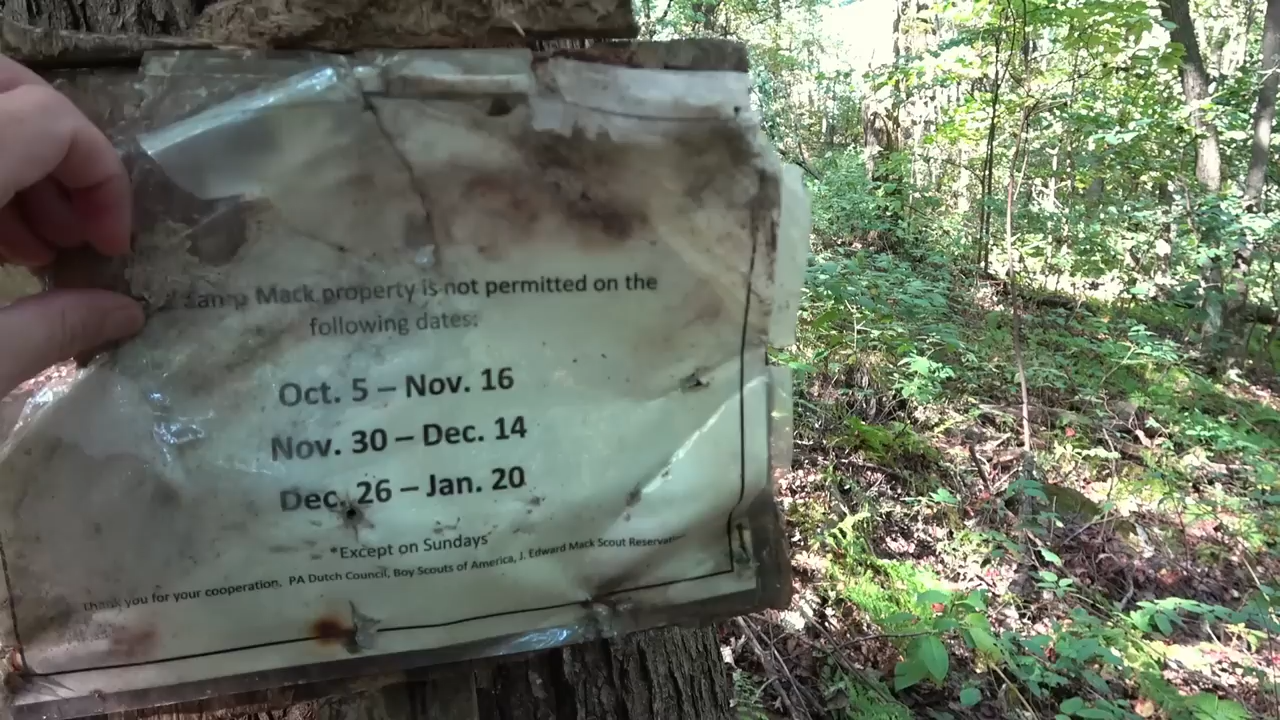 Camp Mack property is not permitted on the
following dates:
Oct. 5 – Nov. 16
Nov. 30 – Dec. 14
Dec. 26 – Jan. 20
*Except on Sundays
Thank you for your cooperation. PA Dutch Council, Boy Scouts of America, J. Edward Mack Scout Reservation